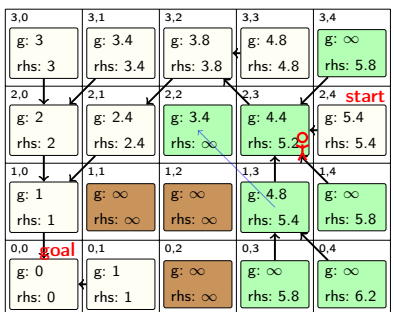 3,0 3,1 3,2 3,3 3,4
g: 3 g: 3.4 g: 3.8 g: 4.8 g: ∞
rhs: 3 rhs: 3.4 rhs: 3.8 rhs: 4.8 rhs: 5.8
2,0 2,1 2,2 2,3 2,4 start
g: 2 g: 2.4 g: 3.4 g: 4.4 g: 5.4
rhs: 2 rhs: 2.4 rhs: ∞ rhs: 5.2 rhs: 5.4
1,0 1,1 1,2 1,3 1,4
g: 1 g: ∞ g: ∞ g: 4.8 g: ∞
rhs: 1 rhs: ∞ rhs: ∞ rhs: 5.4 rhs: 5.8
0,0 goal 0,1 0,2 0,3 0,4
g: 0 g: 1 g: ∞ g: ∞ g: ∞
rhs: 0 rhs: 1 rhs: ∞ rhs: 5.8 rhs: 6.2